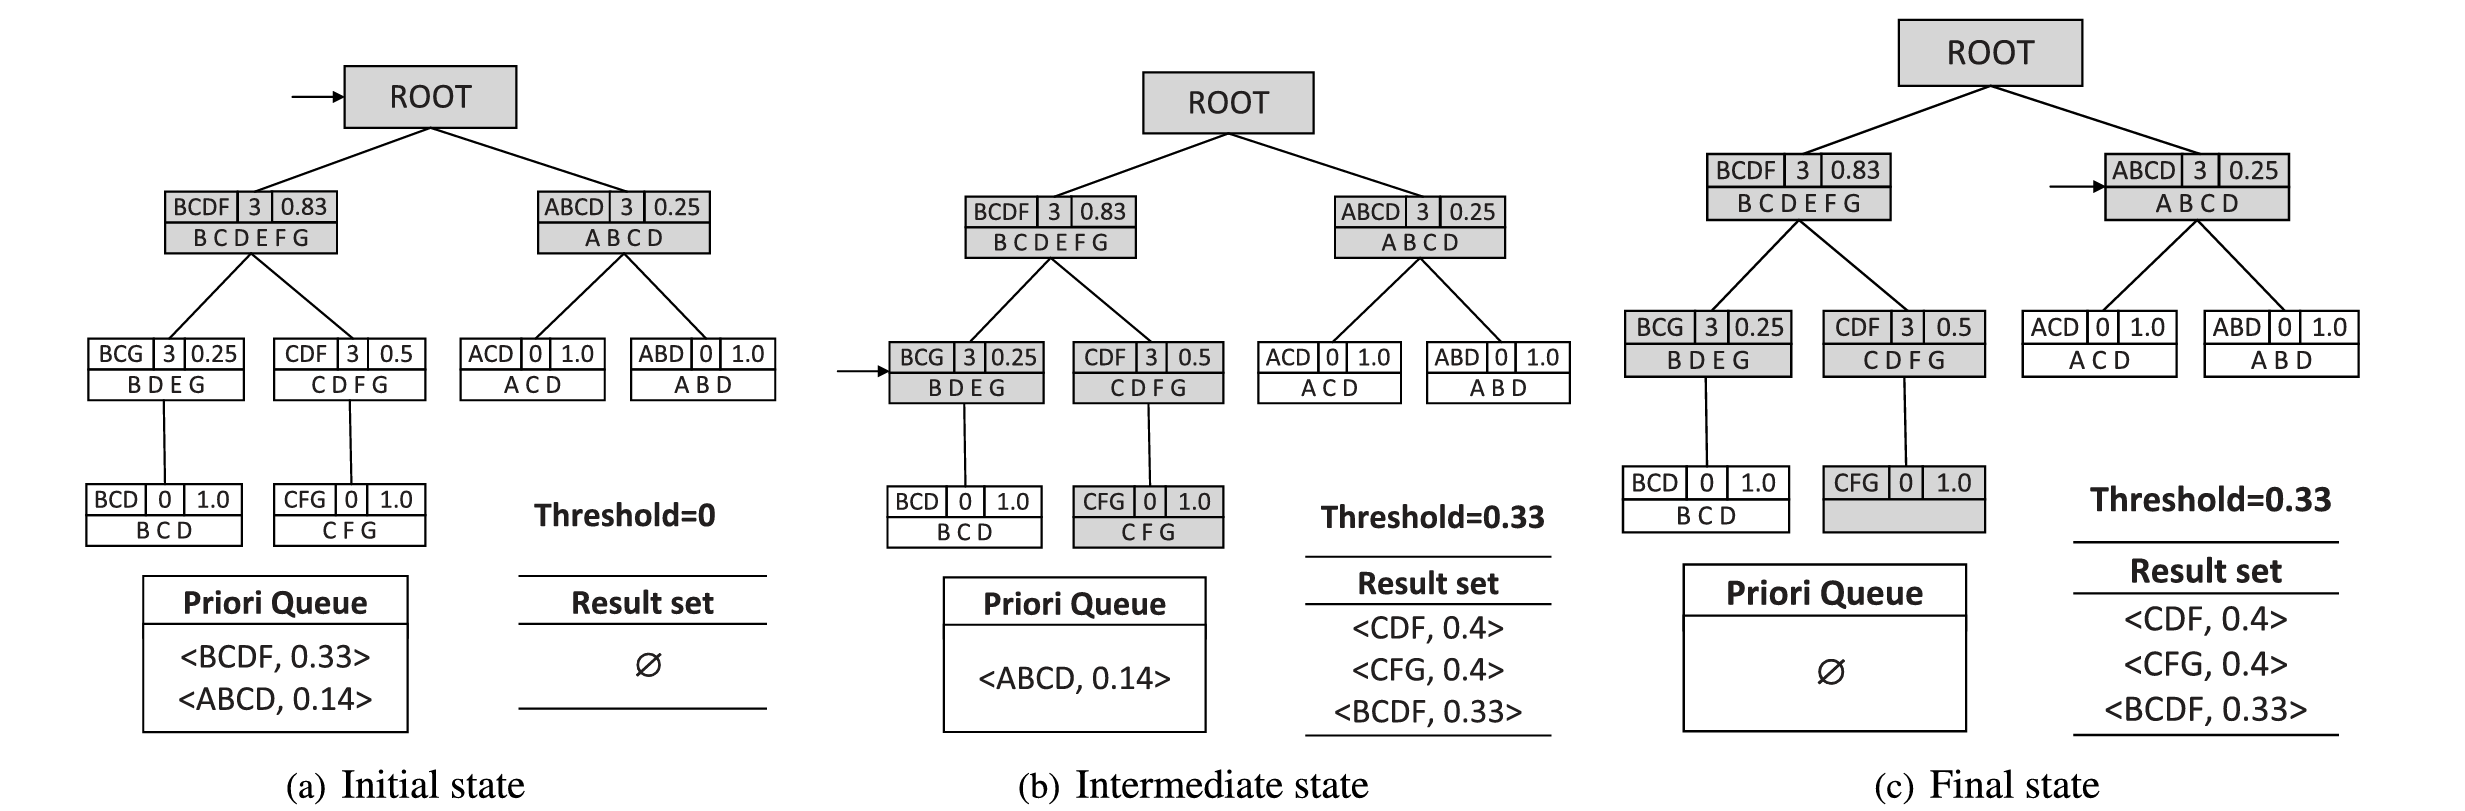 ROOT
BCDF 3 0.83
B C D E F G
ABCD 3 0.25
A B C D
BCG 3 0.25
B D E G
CDF 3 0.5
C D F G
ACD 0 1.0
A C D
ABD 0 1.0
A B D
BCD 0 1.0
B C D
CFG 0 1.0
C F G
Threshold=0
Priori Queue
<BCDF, 0.33>
<ABCD, 0.14>
Result set
∅
(a) Initial state
ROOT
BCDF 3 0.83
B C D E F G
ABCD 3 0.25
A B C D
BCG 3 0.25
B D E G
CDF 3 0.5
C D F G
ACD 0 1.0
A C D
ABD 0 1.0
A B D
BCD 0 1.0
B C D
CFG 0 1.0
C F G
Threshold=0.33
Priori Queue
<ABCD, 0.14>
Result set
<CDF, 0.4>
<CFG, 0.4>
<BCDF, 0.33>
(b) Intermediate state
ROOT
BCDF 3 0.83
B C D E F G
ABCD 3 0.25
A B C D
BCG 3 0.25
B D E G
CDF 3 0.5
C D F G
ACD 0 1.0
A C D
ABD 0 1.0
A B D
BCD 0 1.0
B C D
CFG 0 1.0
Threshold=0.33
Priori Queue
∅
Result set
<CDF, 0.4>
<CFG, 0.4>
<BCDF, 0.33>
(c) Final state